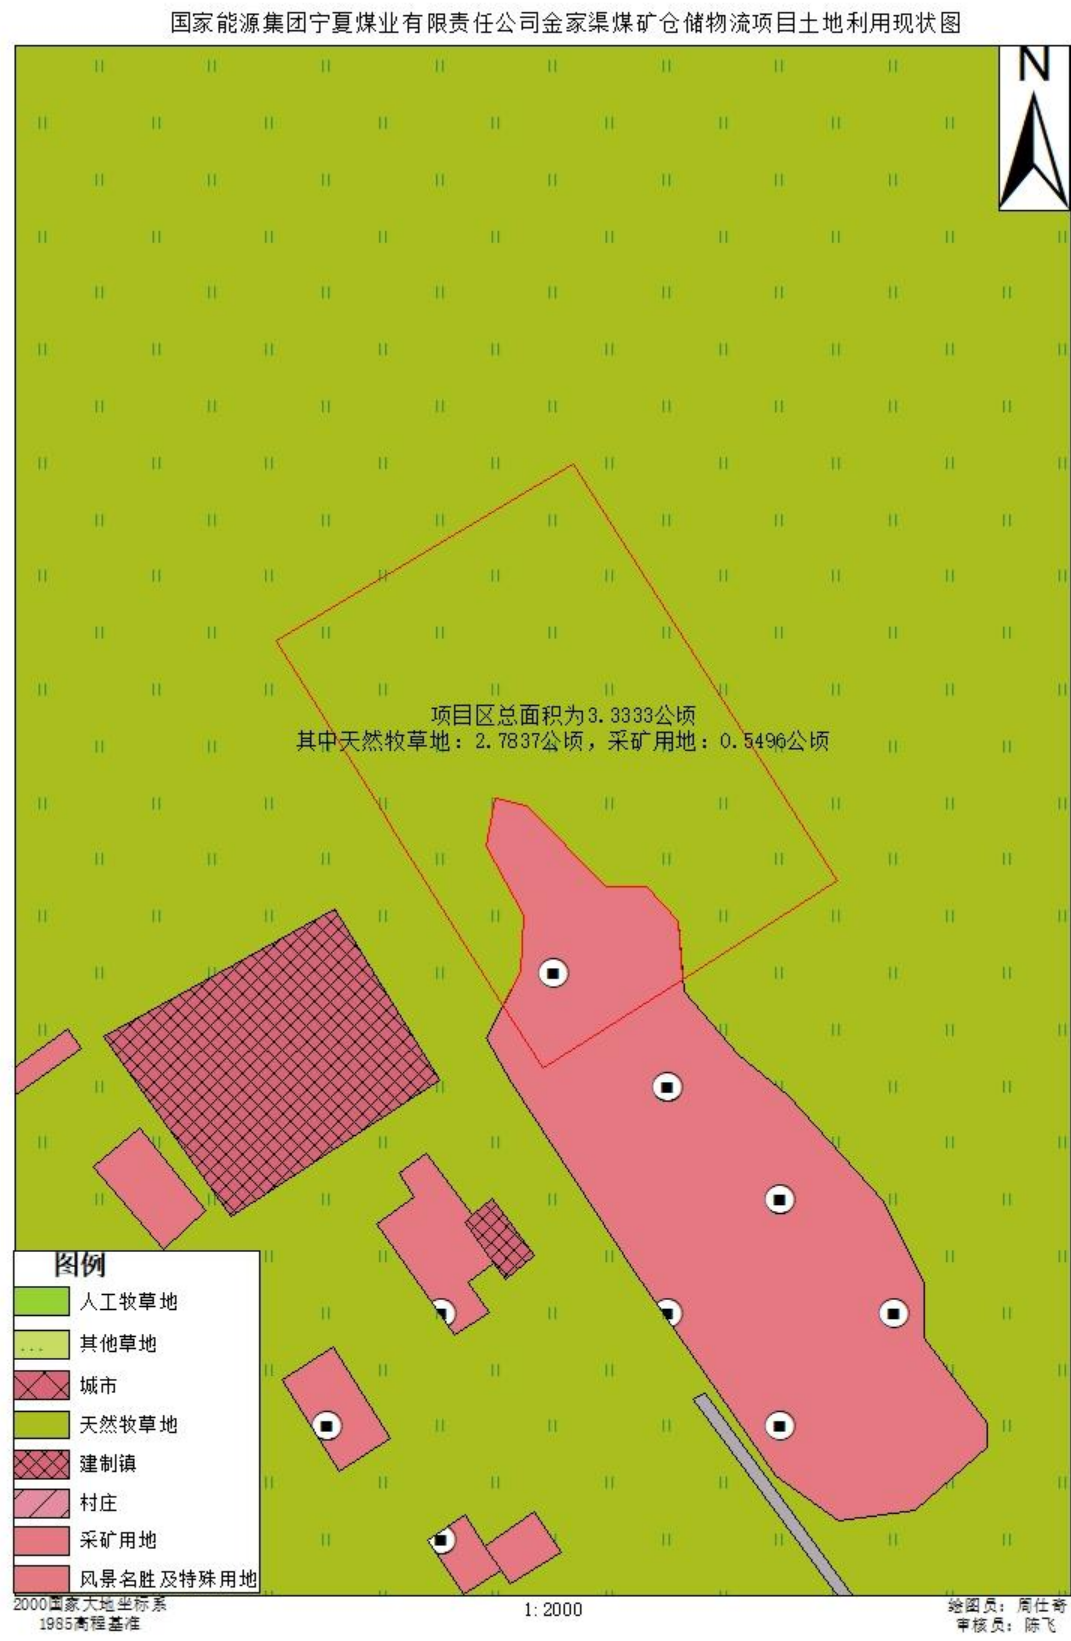 国家能源集团宁夏煤业有限责任公司金家渠煤矿仓储物流项目土地利用现状图
N
项目区总面积为3.3333公顷
其中天然牧草地：2.7837公顷，采矿用地：0.5496公顷
图例
人工牧草地
其他草地
城市
天然牧草地
建制镇
村庄
采矿用地
风景名胜及特殊用地
2000国家大地坐标系
1985高程基准
1:2000
绘图员：周仕奇
审核员：陈飞